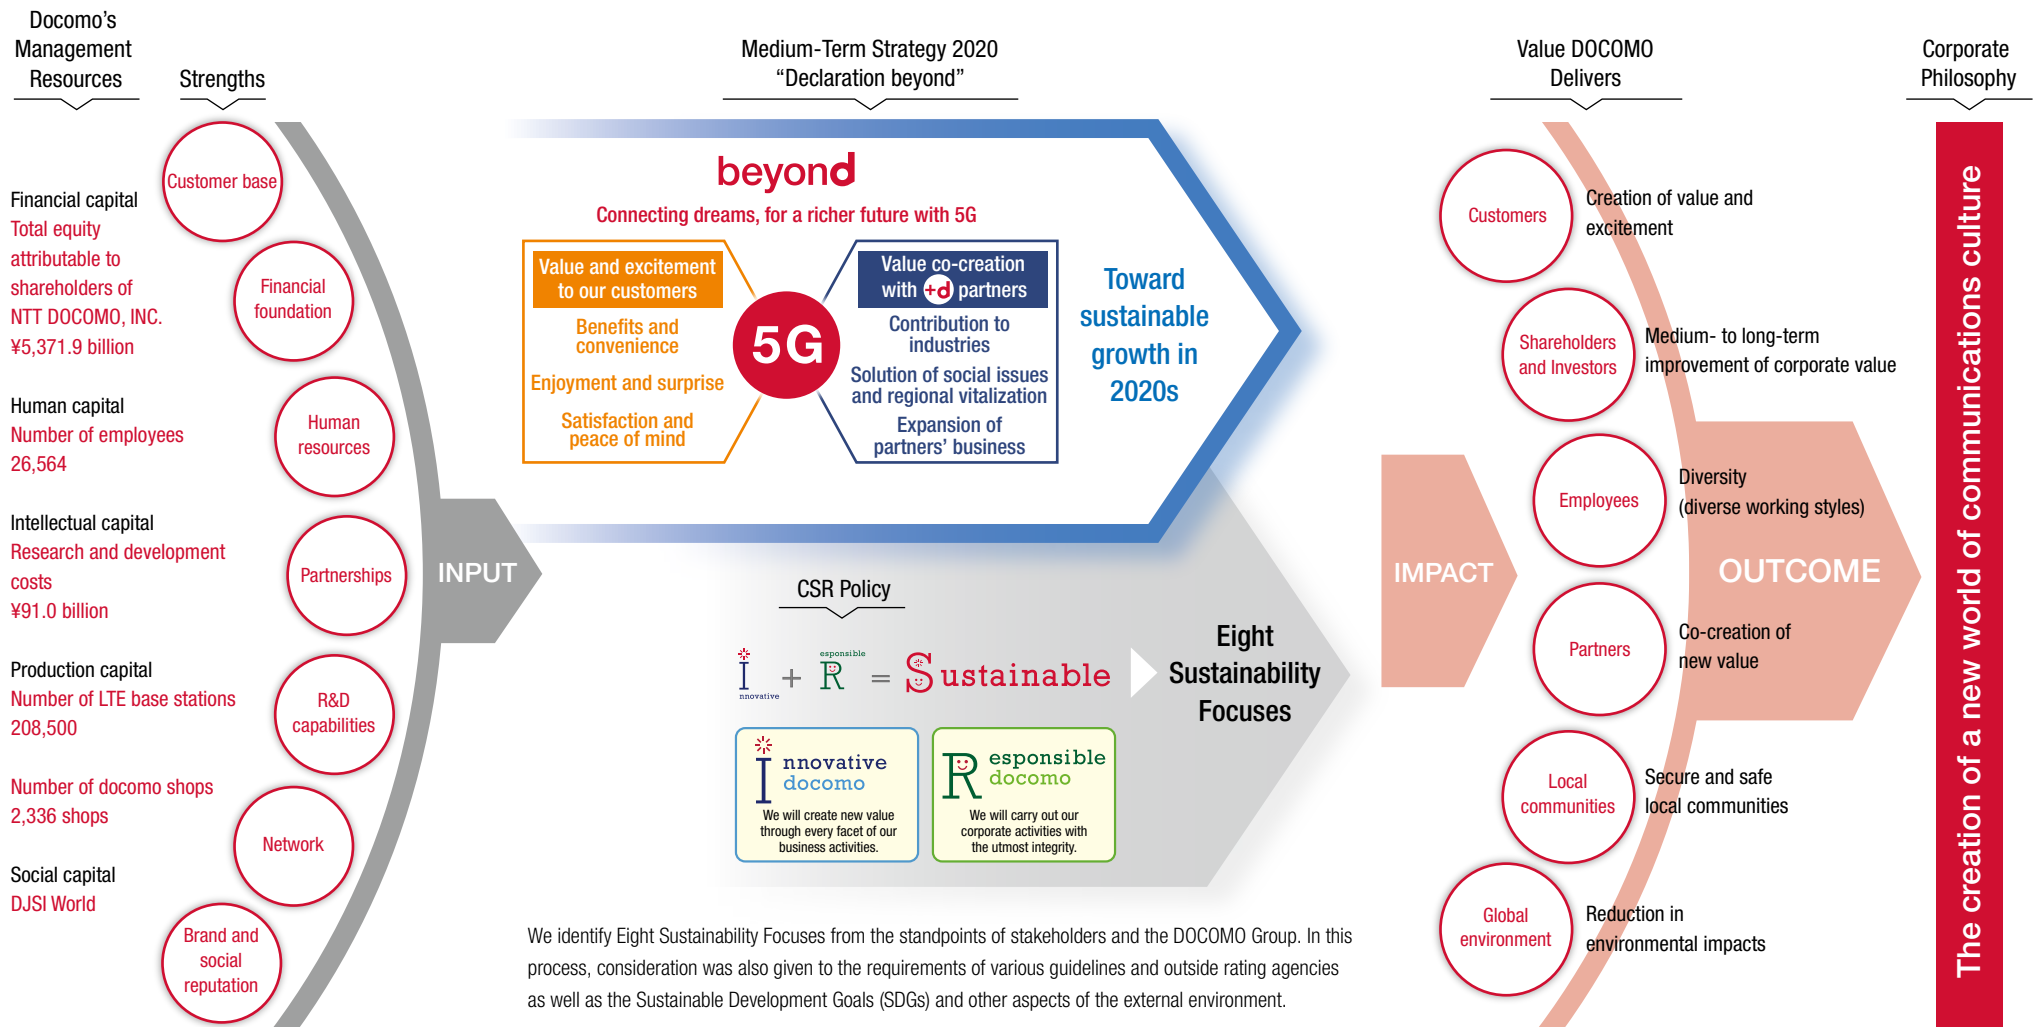 Docomo's
Management
Resources
Strengths
Medium-Term Strategy 2020
“Declaration beyond”
Value DOCOMO
Delivers
Corporate
Philosophy
Financial capital
Total equity
attributable to
shareholders of
NTT DOCOMO, INC.
¥5,371.9 billion
Human capital
Number of employees
26,564
Intellectual capital
Research and development
costs
¥91.0 billion
Production capital
Number of LTE base stations
208,500
Number of docomo shops
2,336 shops
Social capital
DJSI World
Customer base
Financial
foundation
Human
resources
Partnerships
R&D
capabilities
Network
Brand and
social
reputation
INPUT
beyond
Connecting dreams, for a richer future with 5G
Value and excitement
to our customers
Benefits and
convenience
Enjoyment and surprise
Satisfaction and
peace of mind
5G
Value co-creation
with +d partners
Contribution to
industries
Solution of social issues
and regional vitalization
Expansion of
partners’ business
Toward
sustainable
growth in
2020s
CSR Policy
Innovative + Responsible = Sustainable
Eight
Sustainability
Focuses
Innovative
docomo
We will create new value
through every facet of our
business activities.
Responsible
docomo
We will carry out our
corporate activities with
the utmost integrity.
We identify Eight Sustainability Focuses from the standpoints of stakeholders and the DOCOMO Group. In this
process, consideration was also given to the requirements of various guidelines and outside rating agencies
as well as the Sustainable Development Goals (SDGs) and other aspects of the external environment.
IMPACT
Customers
Creation of value and
excitement
Shareholders
and Investors
Medium- to long-term
improvement of corporate value
Employees
Diversity
(diverse working styles)
Partners
Co-creation of
new value
Local
communities
Secure and safe
local communities
Global
environment
Reduction in
environmental impacts
OUTCOME
The creation of a new world of communications culture